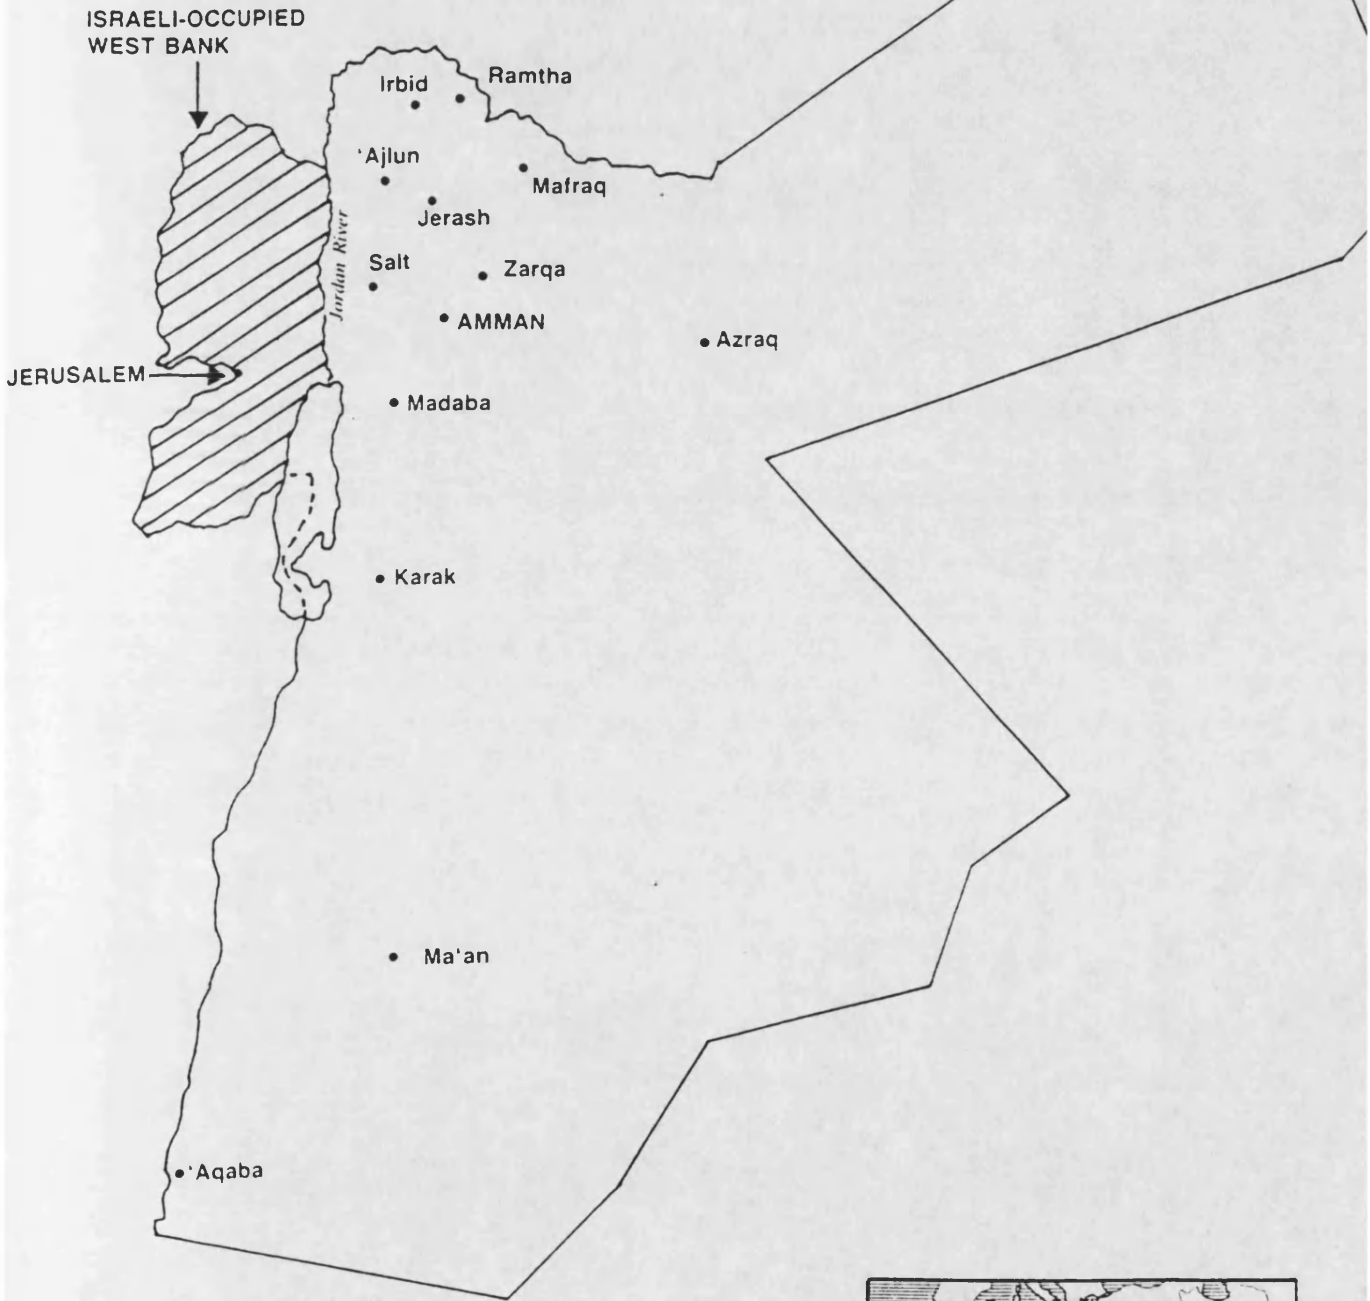 ISRAELI-OCCUPIED
WEST BANK
Irbid
Ramtha
‘Ajlun
Mafraq
Jerash
Jordan River
Salt
Zarqa
AMMAN
Azraq
JERUSALEM
Madaba
Karak
Ma‘an
‘Aqaba